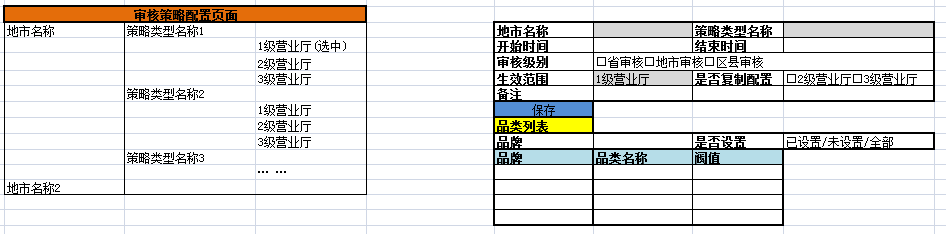 审核策略配置页面
地市名称 策略类型名称1
1级营业厅(选中)
2级营业厅
3级营业厅
策略类型名称2
1级营业厅
2级营业厅
3级营业厅
策略类型名称3
… …
地市名称2
地市名称 策略类型名称
开始时间 结束时间
审核级别 □省审核□地市审核□区县审核
生效范围 1级营业厅 是否复制配置 □2级营业厅□3级营业厅
备注
保存
品类列表
品牌 是否设置 已设置/未设置/全部
品牌 品类名称 阀值